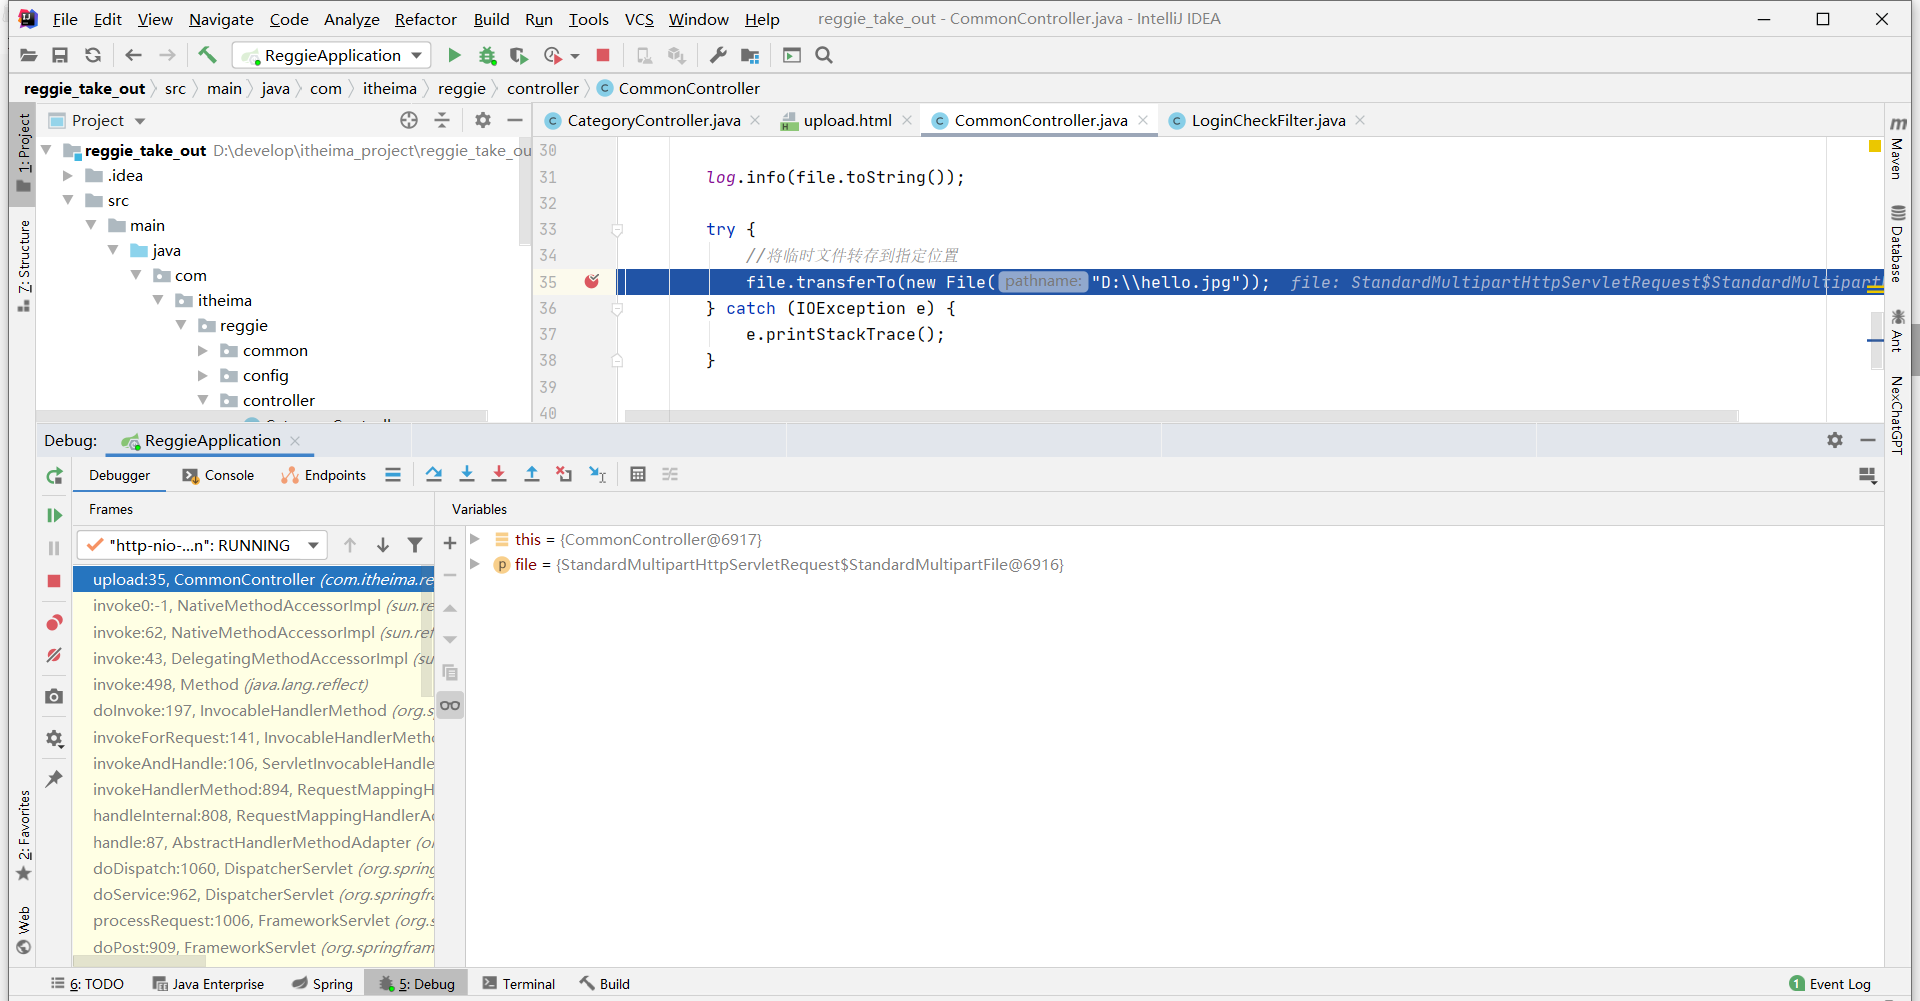 File Edit View Navigate Code Analyze Refactor Build Run Tools VCS Window Help reggie_take_out - CommonController.java - IntelliJ IDEA
ReggieApplication
reggie_take_out src main java com itheima reggie controller CommonController
Project
CategoryController.java upload.html CommonController.java LoginCheckFilter.java
reggie_take_out D:\develop\itheima_project\reggie_take_ou
.idea
src
main
java
com
itheima
reggie
common
config
controller
30
31 log.info(file.toString());
32
33 try {
34 //将临时文件转存到指定位置
35 file.transferTo(new File( pathname: "D:\\hello.jpg")); file: StandardMultipartHttpServletRequest$StandardMultipart
36 } catch (IOException e) {
37 e.printStackTrace();
38 }
39
40
1: Project
7: Structure
2: Favorites
Web
Maven
Database
Ant
NexChatGPT
Debug: ReggieApplication
Debugger Console Endpoints
Frames Variables
"http-nio-...n": RUNNING
upload:35, CommonController (com.itheima.re
invoke0:-1, NativeMethodAccessorImpl (sun.re
invoke:62, NativeMethodAccessorImpl (sun.ref
invoke:43, DelegatingMethodAccessorImpl (su
invoke:498, Method (java.lang.reflect)
doInvoke:197, InvocableHandlerMethod (org.s
invokeForRequest:141, InvocableHandlerMetho
invokeAndHandle:106, ServletInvocableHandle
invokeHandlerMethod:894, RequestMappingH
handleInternal:808, RequestMappingHandlerA
handle:87, AbstractHandlerMethodAdapter (o
doDispatch:1060, DispatcherServlet (org.spring
doService:962, DispatcherServlet (org.springfra
processRequest:1006, FrameworkServlet (org.s
doPost:909, FrameworkServlet (org.springfram
this = {CommonController@6917}
file = {StandardMultipartHttpServletRequest$StandardMultipartFile@6916}
6: TODO Java Enterprise Spring 5: Debug Terminal Build 1 Event Log